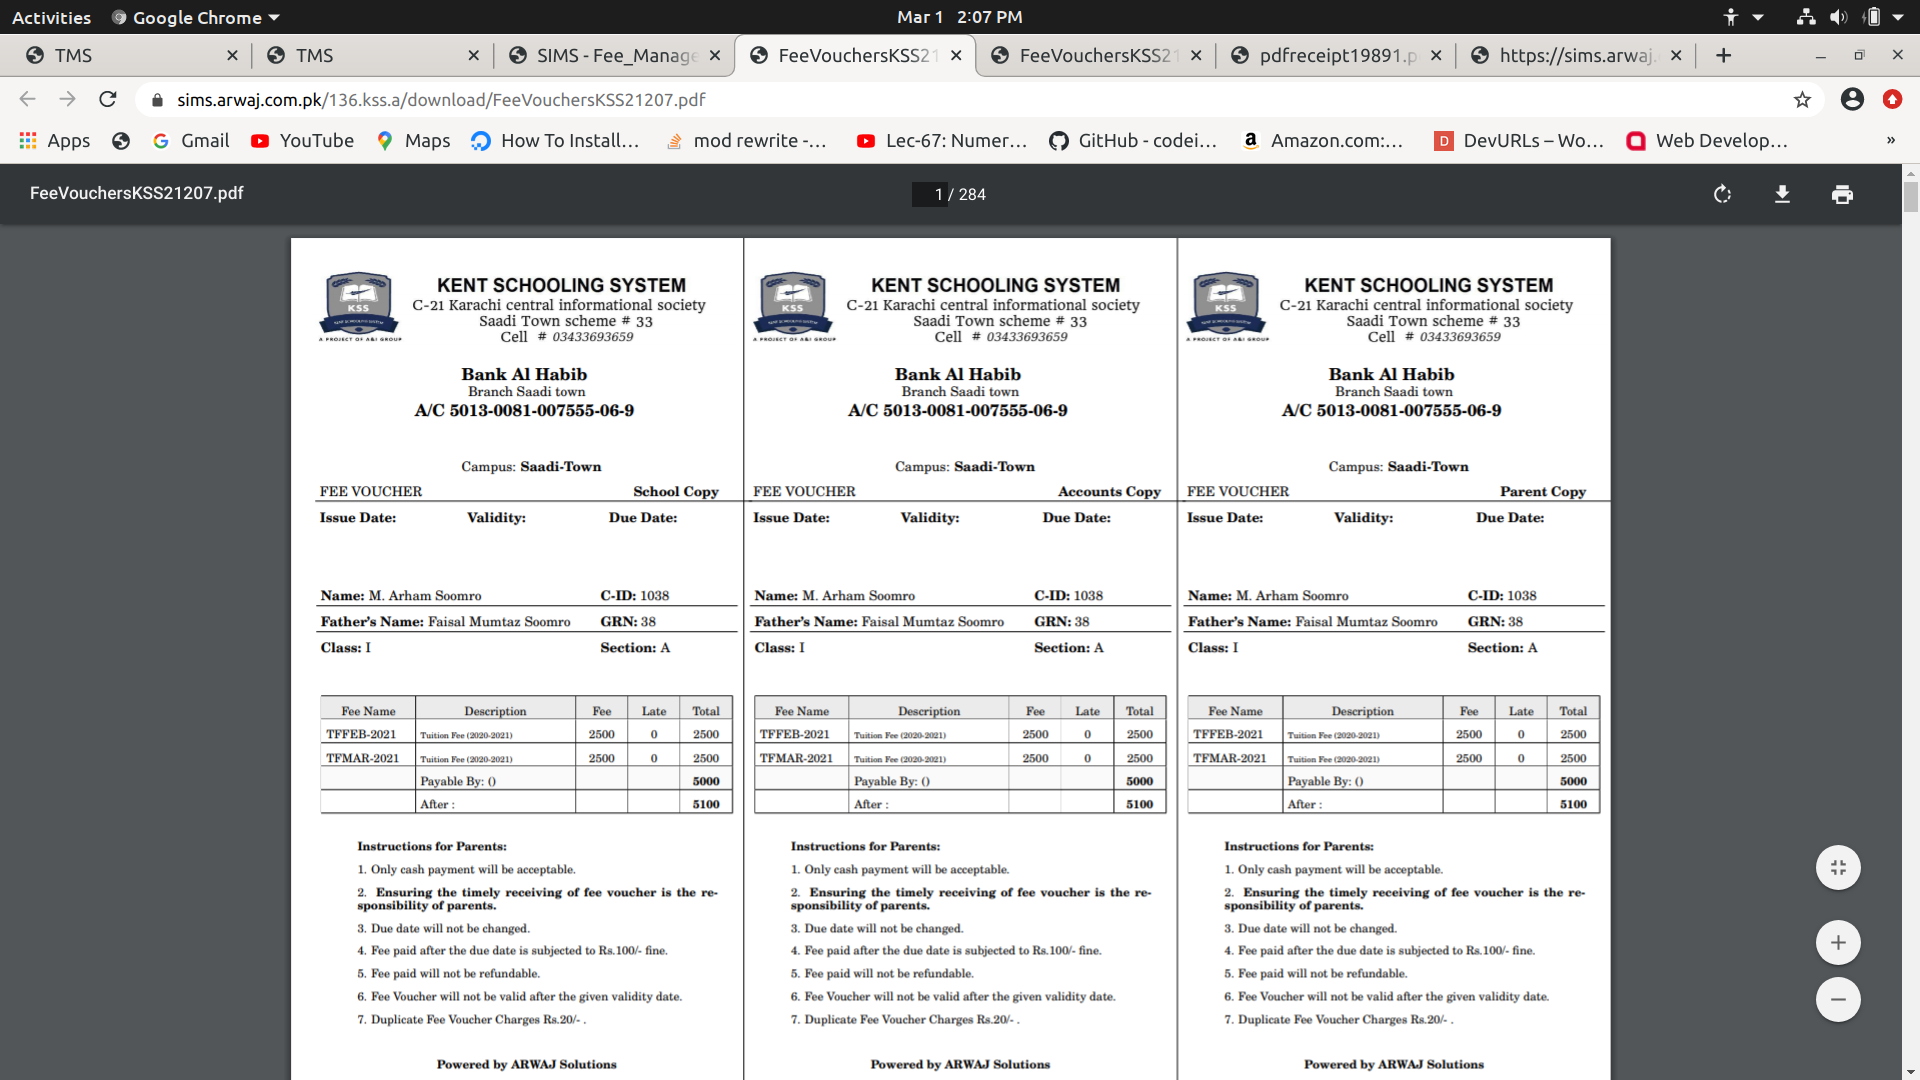 Activities Google Chrome Mar 1 2:07 PM
TMS TMS SIMS - Fee_Manage FeeVouchersKSS21 FeeVouchersKSS21 pdfreceipt19891.p https://sims.arwaj.
sims.arwaj.com.pk/136.kss.a/download/FeeVouchersKSS21207.pdf
Apps Gmail YouTube Maps How To Install... mod rewrite -... Lec-67: Numer... GitHub - codei... Amazon.com:... DevURLs – Wo... Web Develop... »
FeeVouchersKSS21207.pdf 1 / 284
KENT SCHOOLING SYSTEM
C-21 Karachi central informational society
Saadi Town scheme # 33
Cell # 03433693659
KSS
A PROJECT OF A&I GROUP
Bank Al Habib
Branch Saadi town
A/C 5013-0081-007555-06-9
Campus: Saadi-Town
FEE VOUCHER School Copy
Issue Date: Validity: Due Date:
Name: M. Arham Soomro C-ID: 1038
Father's Name: Faisal Mumtaz Soomro GRN: 38
Class: I Section: A
Fee Name Description Fee Late Total
TFFEB-2021 Tuition Fee (2020-2021) 2500 0 2500
TFMAR-2021 Tuition Fee (2020-2021) 2500 0 2500
Payable By: () 5000
After : 5100
Instructions for Parents:
1. Only cash payment will be acceptable.
2. Ensuring the timely receiving of fee voucher is the re-
sponsibility of parents.
3. Due date will not be changed.
4. Fee paid after the due date is subjected to Rs.100/- fine.
5. Fee paid will not be refundable.
6. Fee Voucher will not be valid after the given validity date.
7. Duplicate Fee Voucher Charges Rs.20/- .
Powered by ARWAJ Solutions
KENT SCHOOLING SYSTEM
C-21 Karachi central informational society
Saadi Town scheme # 33
Cell # 03433693659
KSS
A PROJECT OF A&I GROUP
Bank Al Habib
Branch Saadi town
A/C 5013-0081-007555-06-9
Campus: Saadi-Town
FEE VOUCHER Accounts Copy
Issue Date: Validity: Due Date:
Name: M. Arham Soomro C-ID: 1038
Father's Name: Faisal Mumtaz Soomro GRN: 38
Class: I Section: A
Fee Name Description Fee Late Total
TFFEB-2021 Tuition Fee (2020-2021) 2500 0 2500
TFMAR-2021 Tuition Fee (2020-2021) 2500 0 2500
Payable By: () 5000
After : 5100
Instructions for Parents:
1. Only cash payment will be acceptable.
2. Ensuring the timely receiving of fee voucher is the re-
sponsibility of parents.
3. Due date will not be changed.
4. Fee paid after the due date is subjected to Rs.100/- fine.
5. Fee paid will not be refundable.
6. Fee Voucher will not be valid after the given validity date.
7. Duplicate Fee Voucher Charges Rs.20/- .
Powered by ARWAJ Solutions
KENT SCHOOLING SYSTEM
C-21 Karachi central informational society
Saadi Town scheme # 33
Cell # 03433693659
KSS
A PROJECT OF A&I GROUP
Bank Al Habib
Branch Saadi town
A/C 5013-0081-007555-06-9
Campus: Saadi-Town
FEE VOUCHER Parent Copy
Issue Date: Validity: Due Date:
Name: M. Arham Soomro C-ID: 1038
Father's Name: Faisal Mumtaz Soomro GRN: 38
Class: I Section: A
Fee Name Description Fee Late Total
TFFEB-2021 Tuition Fee (2020-2021) 2500 0 2500
TFMAR-2021 Tuition Fee (2020-2021) 2500 0 2500
Payable By: () 5000
After : 5100
Instructions for Parents:
1. Only cash payment will be acceptable.
2. Ensuring the timely receiving of fee voucher is the re-
sponsibility of parents.
3. Due date will not be changed.
4. Fee paid after the due date is subjected to Rs.100/- fine.
5. Fee paid will not be refundable.
6. Fee Voucher will not be valid after the given validity date.
7. Duplicate Fee Voucher Charges Rs.20/- .
Powered by ARWAJ Solutions